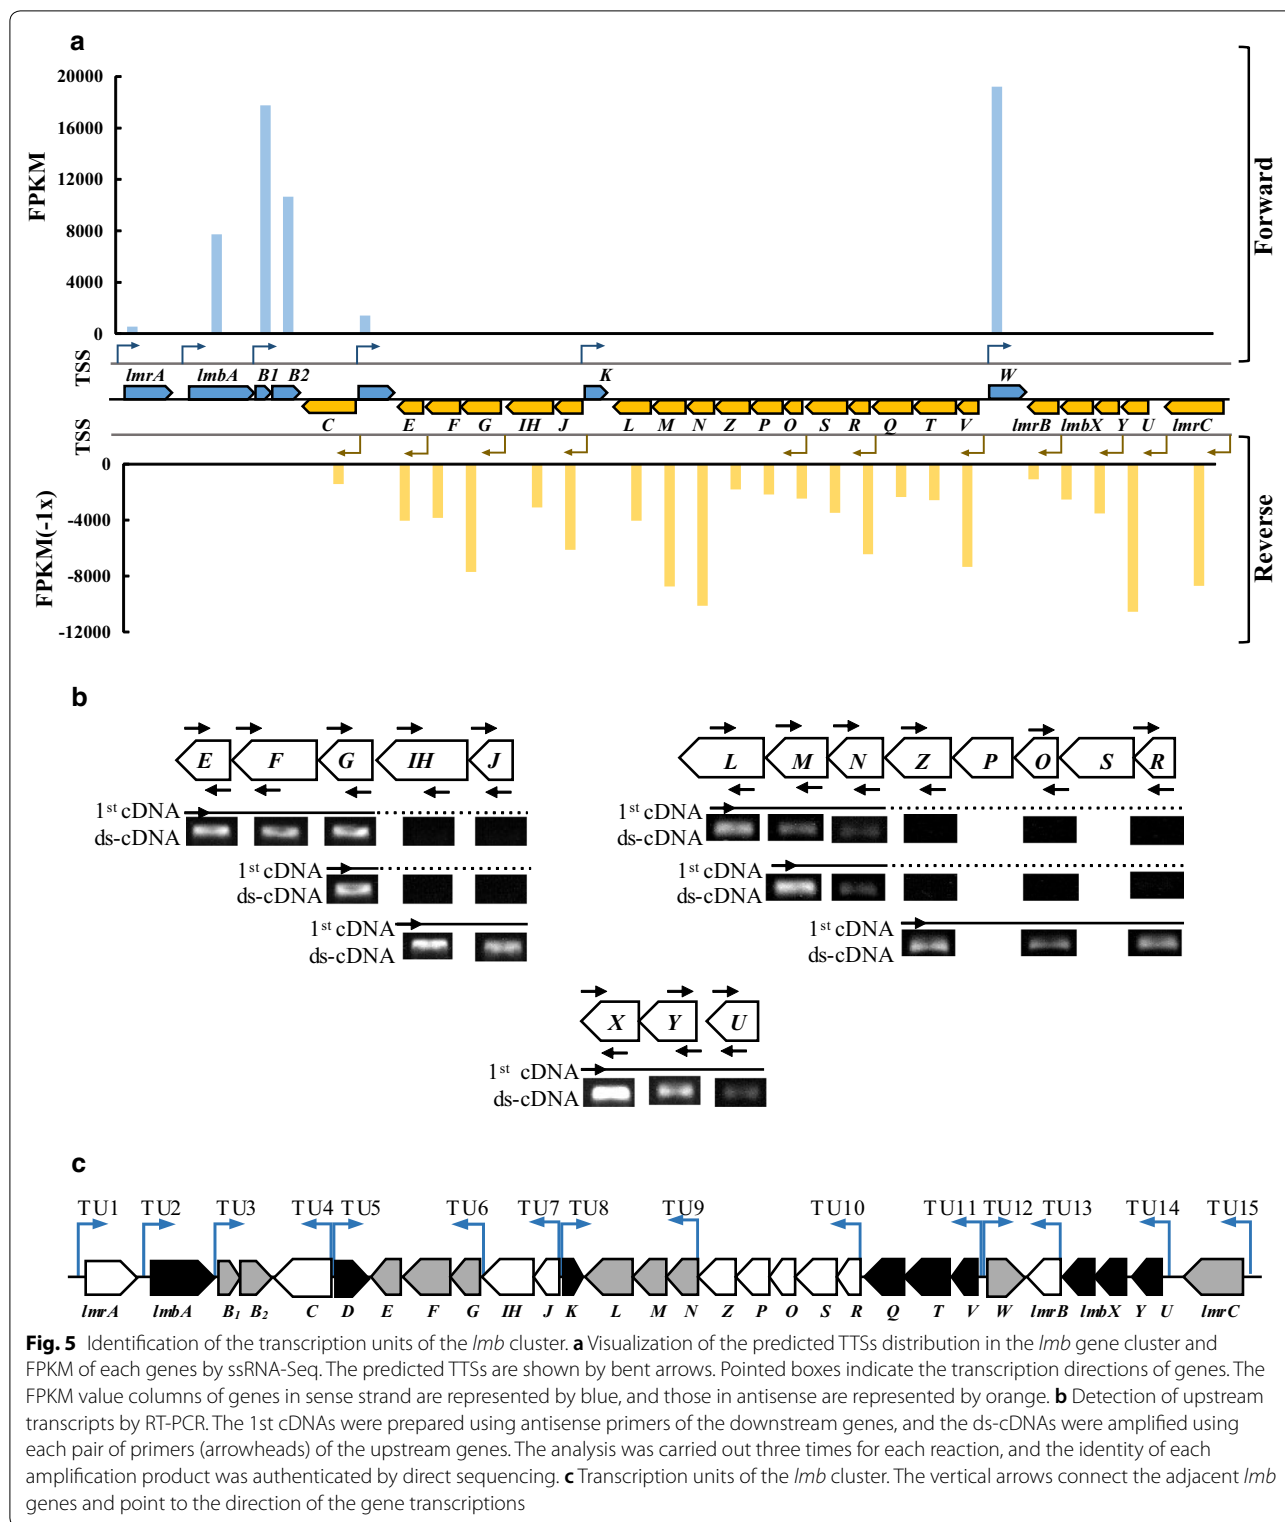 a
20000
16000
12000
8000
4000
0
FPKM
Forward
TSS
lmrA lmbA B1 B2 K W
C E F G IH J L M N Z P O S R Q T V lmrB lmbX Y U lmrC
TSS
0
-4000
-8000
-12000
FPKM(-1x)
Reverse
b
E F G IH J
1st cDNA
ds-cDNA
1st cDNA
ds-cDNA
1st cDNA
ds-cDNA
L M N Z P O S R
1st cDNA
ds-cDNA
1st cDNA
ds-cDNA
1st cDNA
ds-cDNA
X Y U
1st cDNA
ds-cDNA
c
TU1 TU2 TU3 TU4 TU5 TU6 TU7 TU8 TU9 TU10 TU11 TU12 TU13 TU14 TU15
lmrA lmbA B1 B2 C D E F G IH J K L M N Z P O S R Q T V W lmrB lmbX Y U lmrC
Fig. 5 Identification of the transcription units of the lmb cluster. a Visualization of the predicted TTSs distribution in the lmb gene cluster and
FPKM of each genes by ssRNA-Seq. The predicted TTSs are shown by bent arrows. Pointed boxes indicate the transcription directions of genes. The
FPKM value columns of genes in sense strand are represented by blue, and those in antisense are represented by orange. b Detection of upstream
transcripts by RT-PCR. The 1st cDNAs were prepared using antisense primers of the downstream genes, and the ds-cDNAs were amplified using
each pair of primers (arrowheads) of the upstream genes. The analysis was carried out three times for each reaction, and the identity of each
amplification product was authenticated by direct sequencing. c Transcription units of the lmb cluster. The vertical arrows connect the adjacent lmb
genes and point to the direction of the gene transcriptions